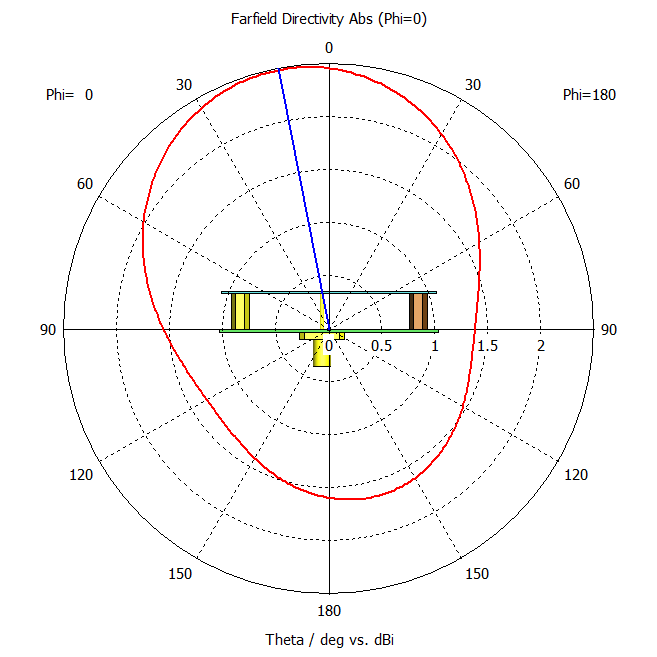 Farfield Directivity Abs (Phi=0)
0
30 30
Phi= 0 Phi=180
60 60
90 0 0.5 1 1.5 2 90
120 120
150 150
180
Theta / deg vs. dBi